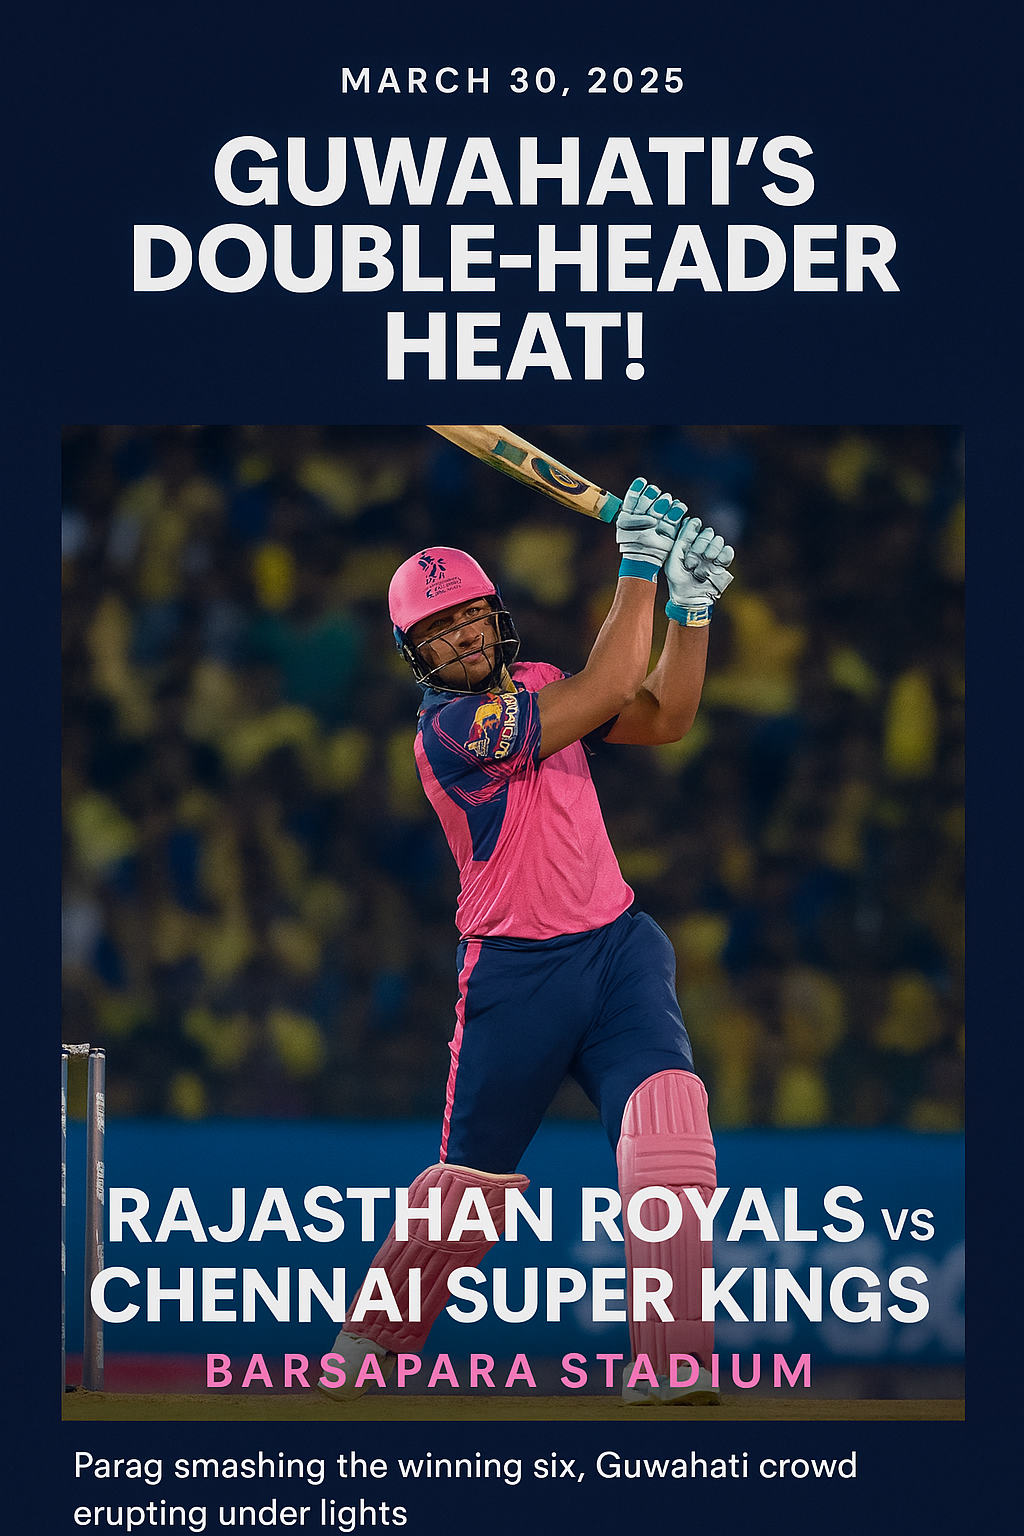 MARCH 30, 2025
GUWAHATI’S
DOUBLE-HEADER
HEAT!
RAJASTHAN ROYALS VS
CHENNAI SUPER KINGS
BARSAPARA STADIUM
Parag smashing the winning six, Guwahati crowd
erupting under lights